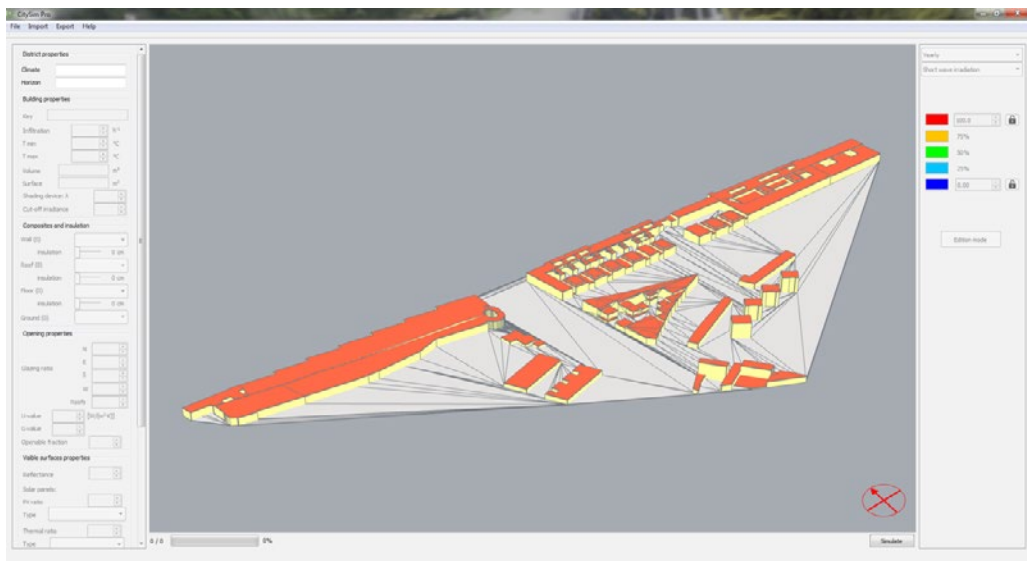 CitySim Pro
File Import Export Help
District properties
Climate
Horizon
Building properties
Key
Infiltration h⁻¹
T min °C
T max °C
Volume m³
Surface m²
Shading device: λ
Cut-off irradiance
Composites and insulation
Wall (0)
insulation 0 cm
Roof (0)
insulation 0 cm
Floor (0)
insulation 0 cm
Ground (0)
Opening properties
N
E
Glazing ratio S
W
Roofs
U-value [W/(m² K)]
G-value
Openable fraction
Visible surfaces properties
Reflectance
Solar panels:
PV ratio
Type
Thermal ratio
Type
0 / 0 0%
Simulate
Yearly
Short wave irradiation
100.0
75%
50%
25%
0.00
Edition mode